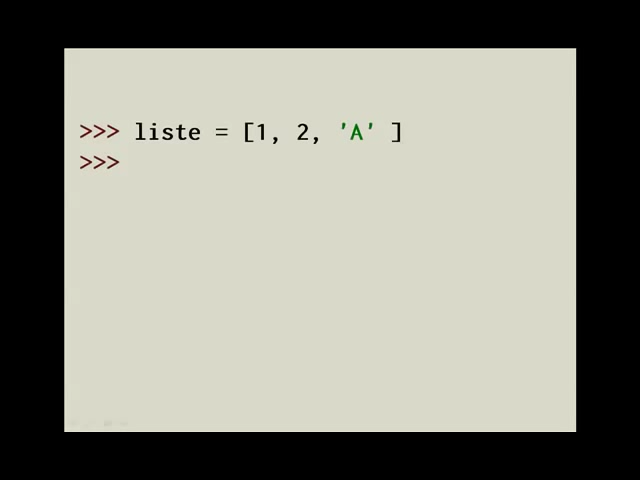 >>> liste = [1, 2, 'A' ]
>>>